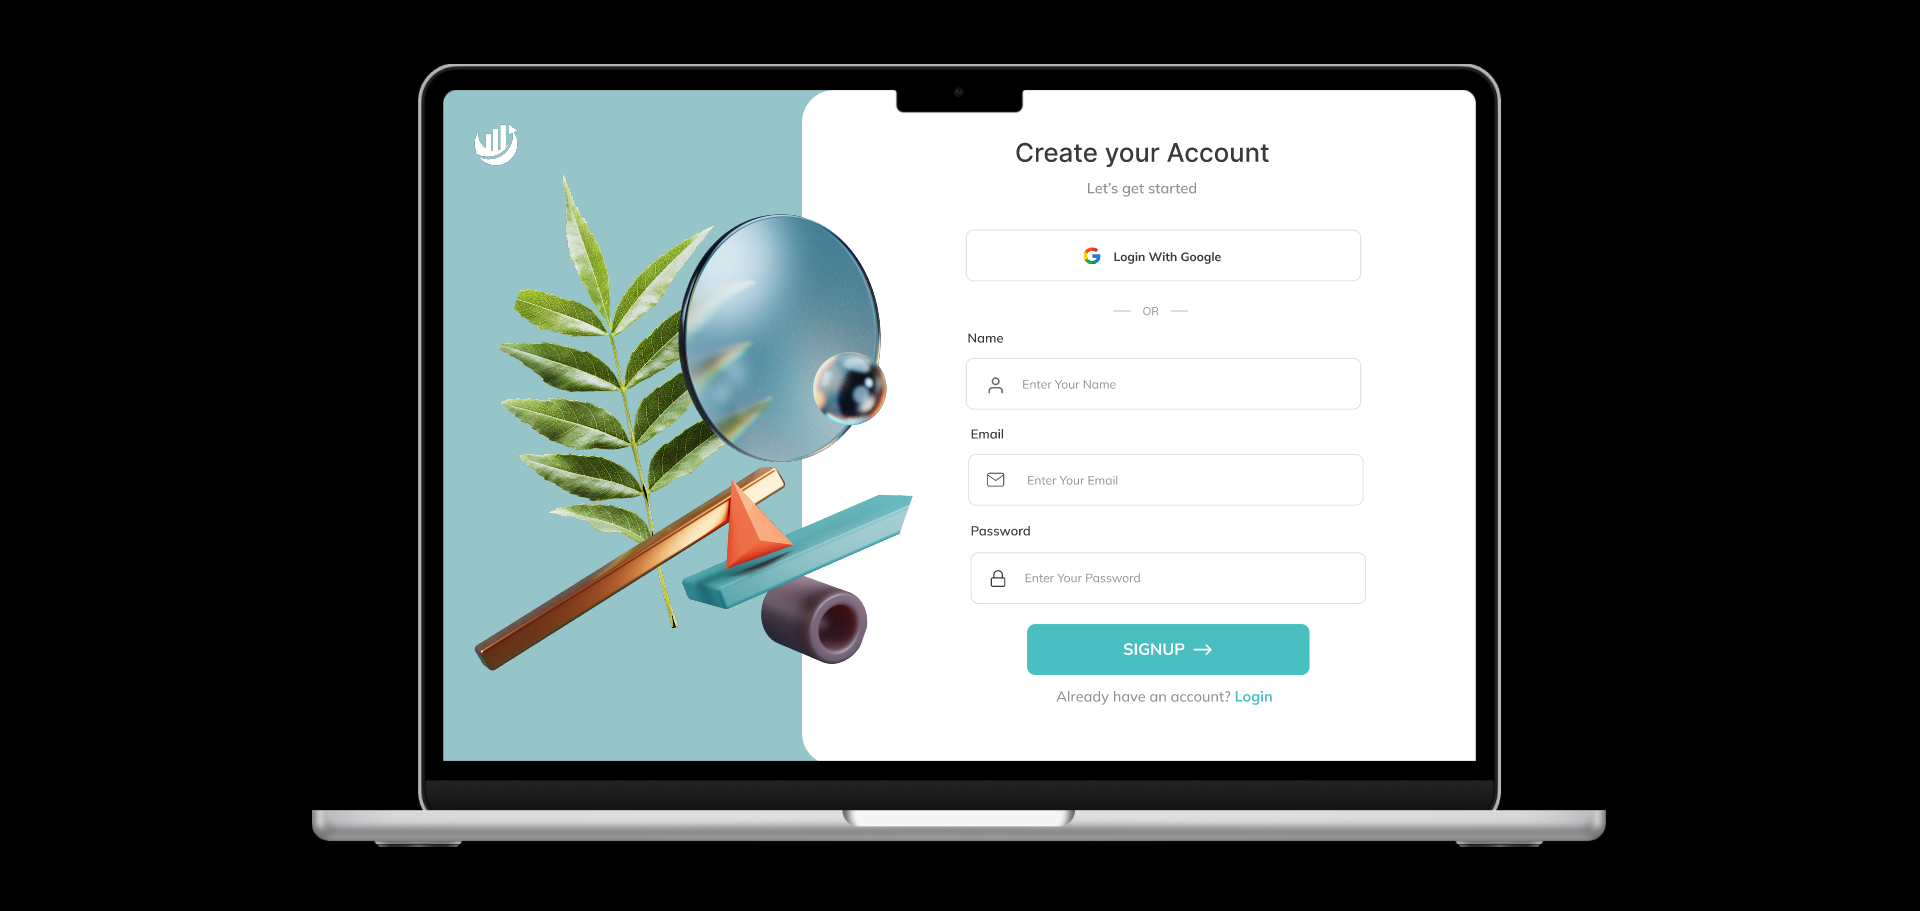 Create your Account
Let's get started
Login With Google
OR
Name
Enter Your Name
Email
Enter Your Email
Password
Enter Your Password
SIGNUP →
Already have an account? Login